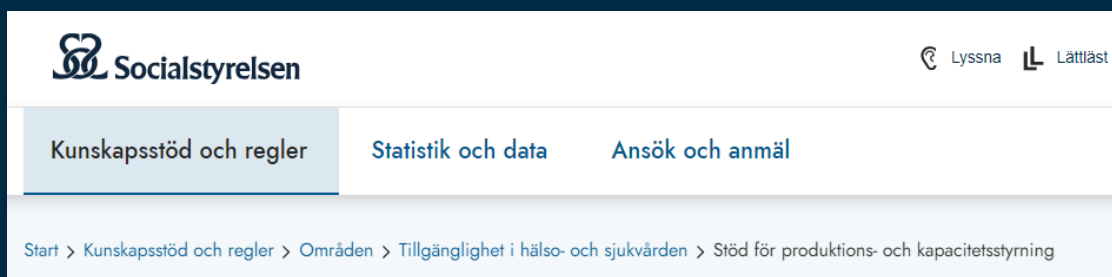 Socialstyrelsen Lyssna Lättläst
Kunskapsstöd och regler Statistik och data Ansök och anmäl
Start > Kunskapsstöd och regler > Områden > Tillgänglighet i hälso- och sjukvården > Stöd för produktions- och kapacitetsstyrning